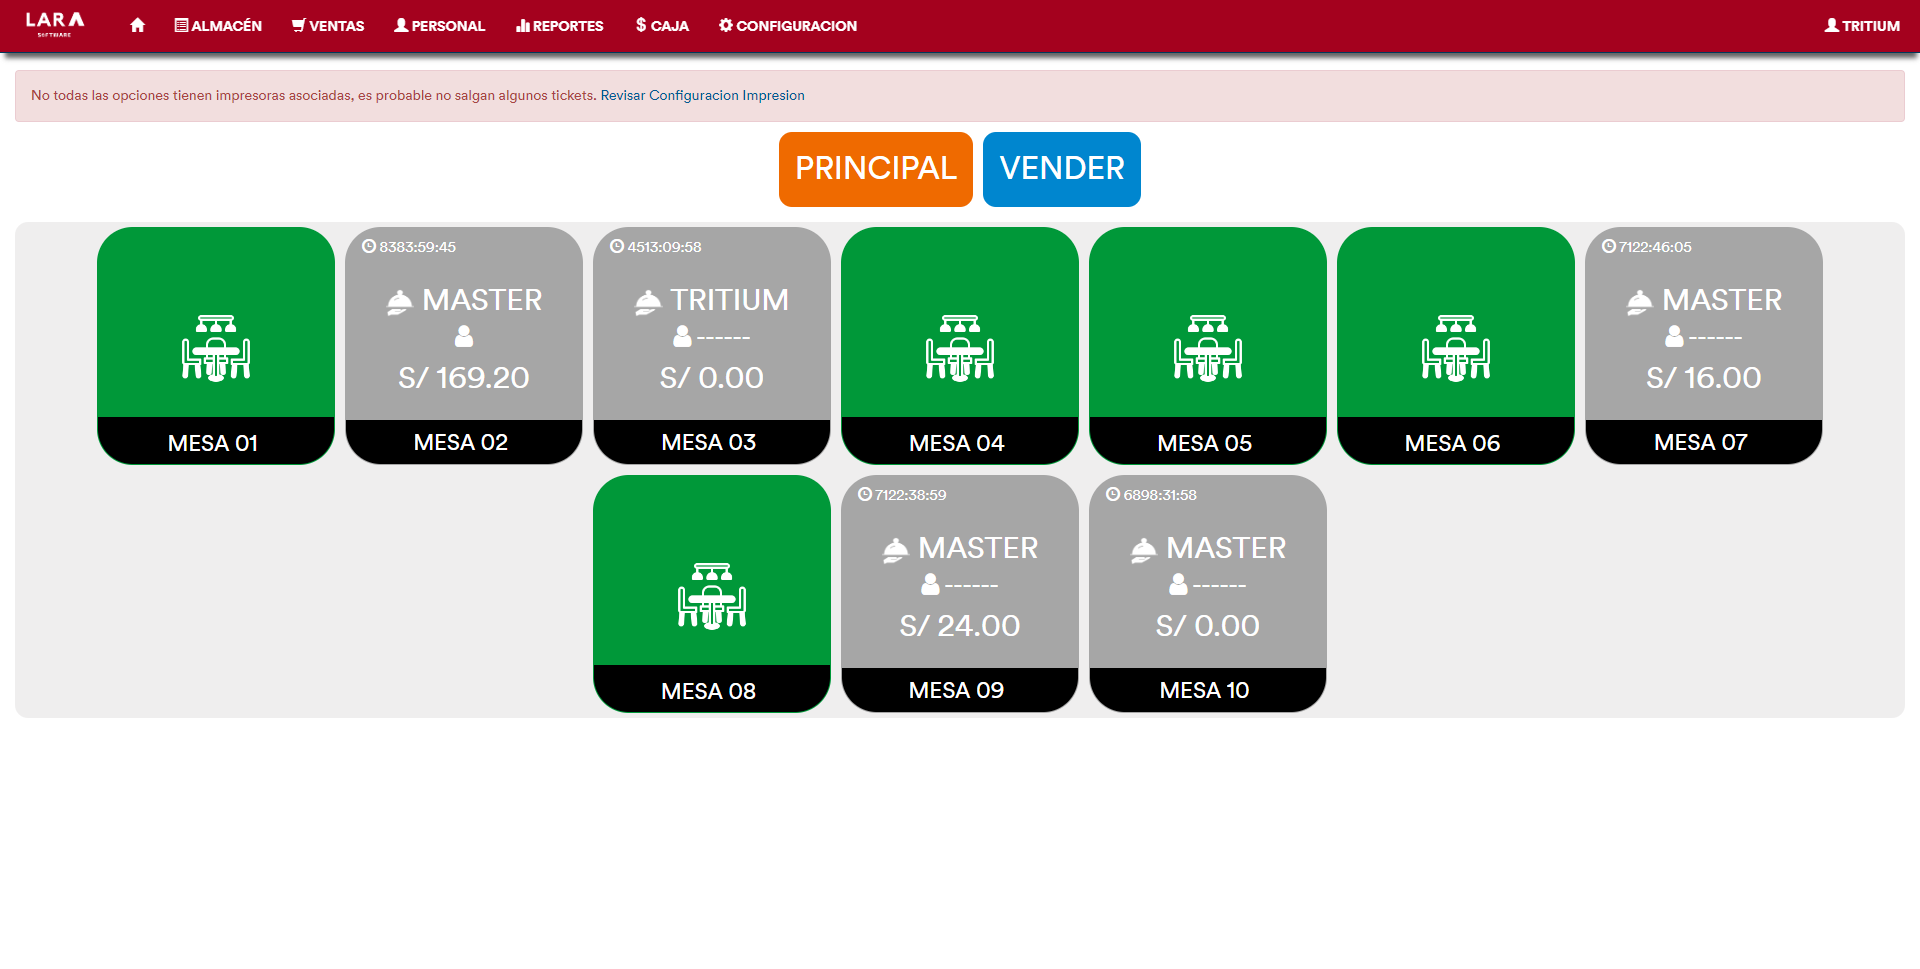 LARA
SOFTWARE
ALMACÉN
VENTAS
PERSONAL
REPORTES
$ CAJA
CONFIGURACION
TRITIUM
No todas las opciones tienen impresoras asociadas, es probable no salgan algunos tickets. Revisar Configuracion Impresion
PRINCIPAL
VENDER
MESA 01
8383:59:45
MASTER
S/ 169.20
MESA 02
4513:09:58
TRITIUM
------
S/ 0.00
MESA 03
MESA 04
MESA 05
MESA 06
7122:46:05
MASTER
------
S/ 16.00
MESA 07
MESA 08
7122:38:59
MASTER
------
S/ 24.00
MESA 09
6898:31:58
MASTER
------
S/ 0.00
MESA 10